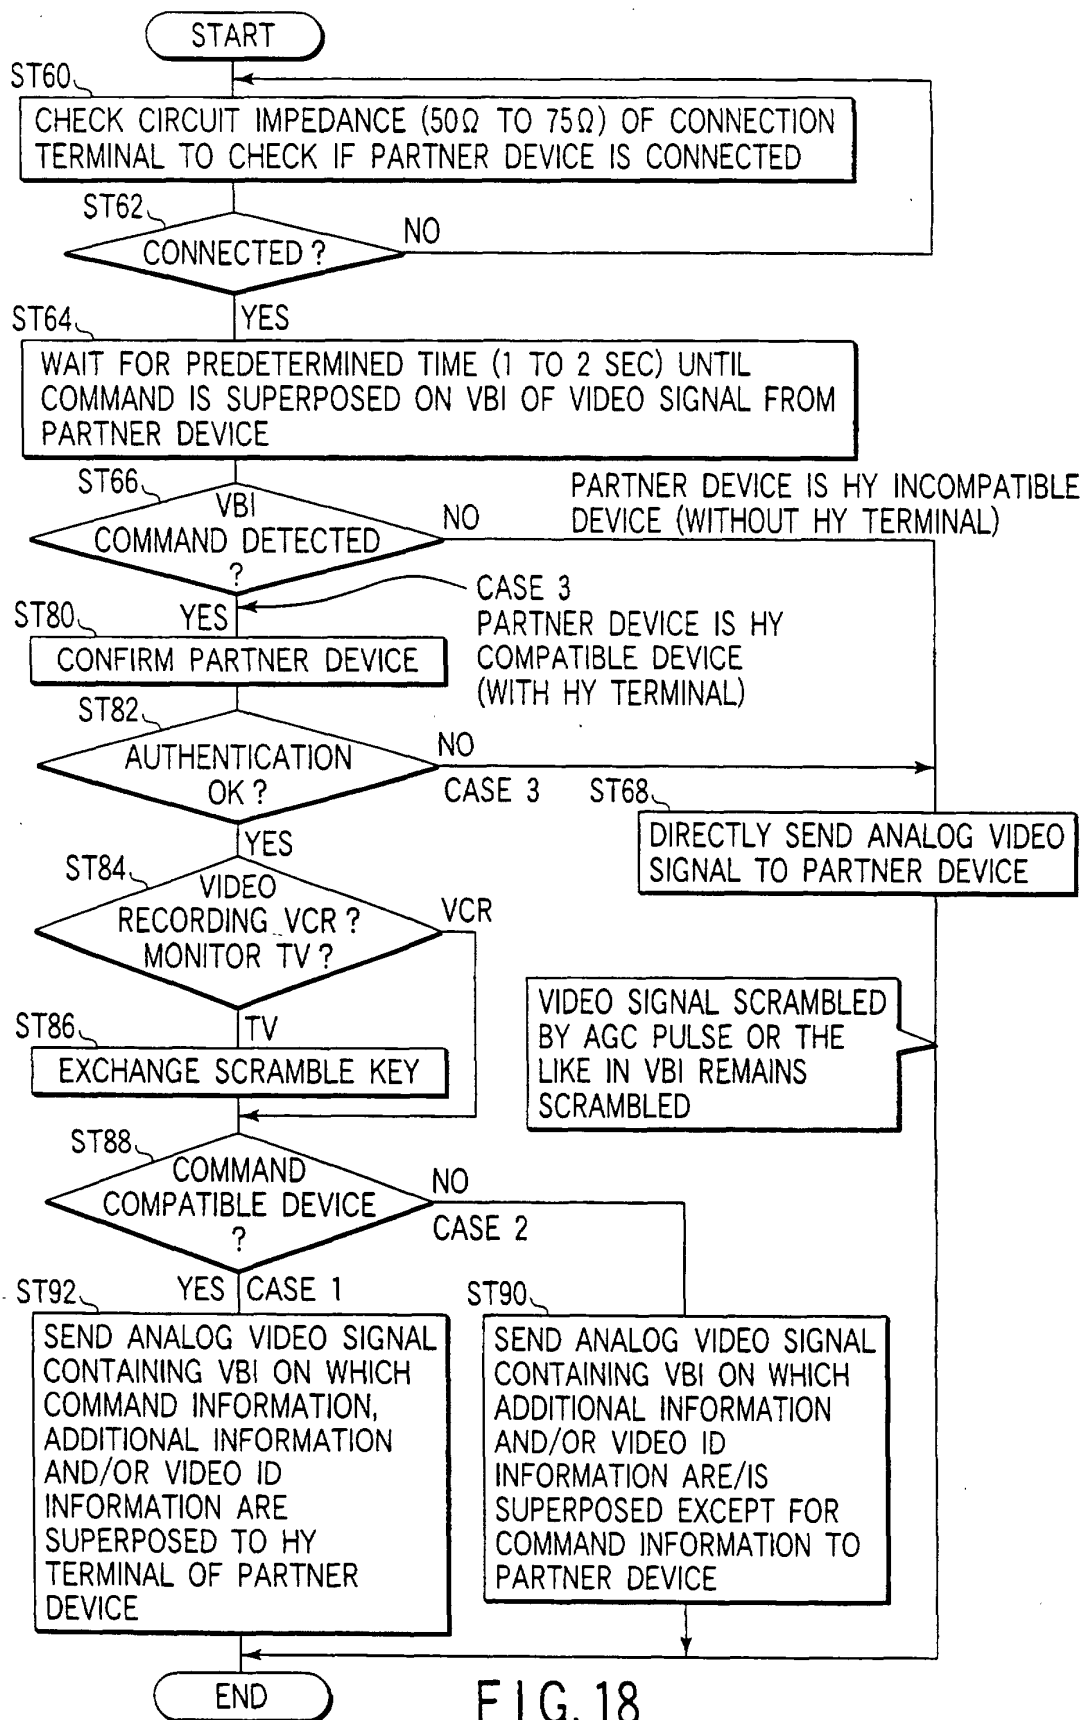 START
ST60
CHECK CIRCUIT IMPEDANCE (50Ω TO 75Ω) OF CONNECTION
TERMINAL TO CHECK IF PARTNER DEVICE IS CONNECTED
ST62
CONNECTED ?
NO
YES
ST64
WAIT FOR PREDETERMINED TIME (1 TO 2 SEC) UNTIL
COMMAND IS SUPERPOSED ON VBI OF VIDEO SIGNAL FROM
PARTNER DEVICE
ST66
VBI
COMMAND DETECTED
?
NO
PARTNER DEVICE IS HY INCOMPATIBLE
DEVICE (WITHOUT HY TERMINAL)
YES
CASE 3
PARTNER DEVICE IS HY
COMPATIBLE DEVICE
(WITH HY TERMINAL)
ST80
CONFIRM PARTNER DEVICE
ST82
AUTHENTICATION
OK ?
NO
CASE 3
YES
ST68
DIRECTLY SEND ANALOG VIDEO
SIGNAL TO PARTNER DEVICE
ST84
VIDEO
RECORDING VCR ?
MONITOR TV ?
VCR
TV
VIDEO SIGNAL SCRAMBLED
BY AGC PULSE OR THE
LIKE IN VBI REMAINS
SCRAMBLED
ST86
EXCHANGE SCRAMBLE KEY
ST88
COMMAND
COMPATIBLE DEVICE
?
NO
CASE 2
YES
CASE 1
ST92
SEND ANALOG VIDEO SIGNAL
CONTAINING VBI ON WHICH
COMMAND INFORMATION,
ADDITIONAL INFORMATION
AND/OR VIDEO ID
INFORMATION ARE
SUPERPOSED TO HY
TERMINAL OF PARTNER
DEVICE
ST90
SEND ANALOG VIDEO SIGNAL
CONTAINING VBI ON WHICH
ADDITIONAL INFORMATION
AND/OR VIDEO ID
INFORMATION ARE/IS
SUPERPOSED EXCEPT FOR
COMMAND INFORMATION TO
PARTNER DEVICE
END
FIG. 18